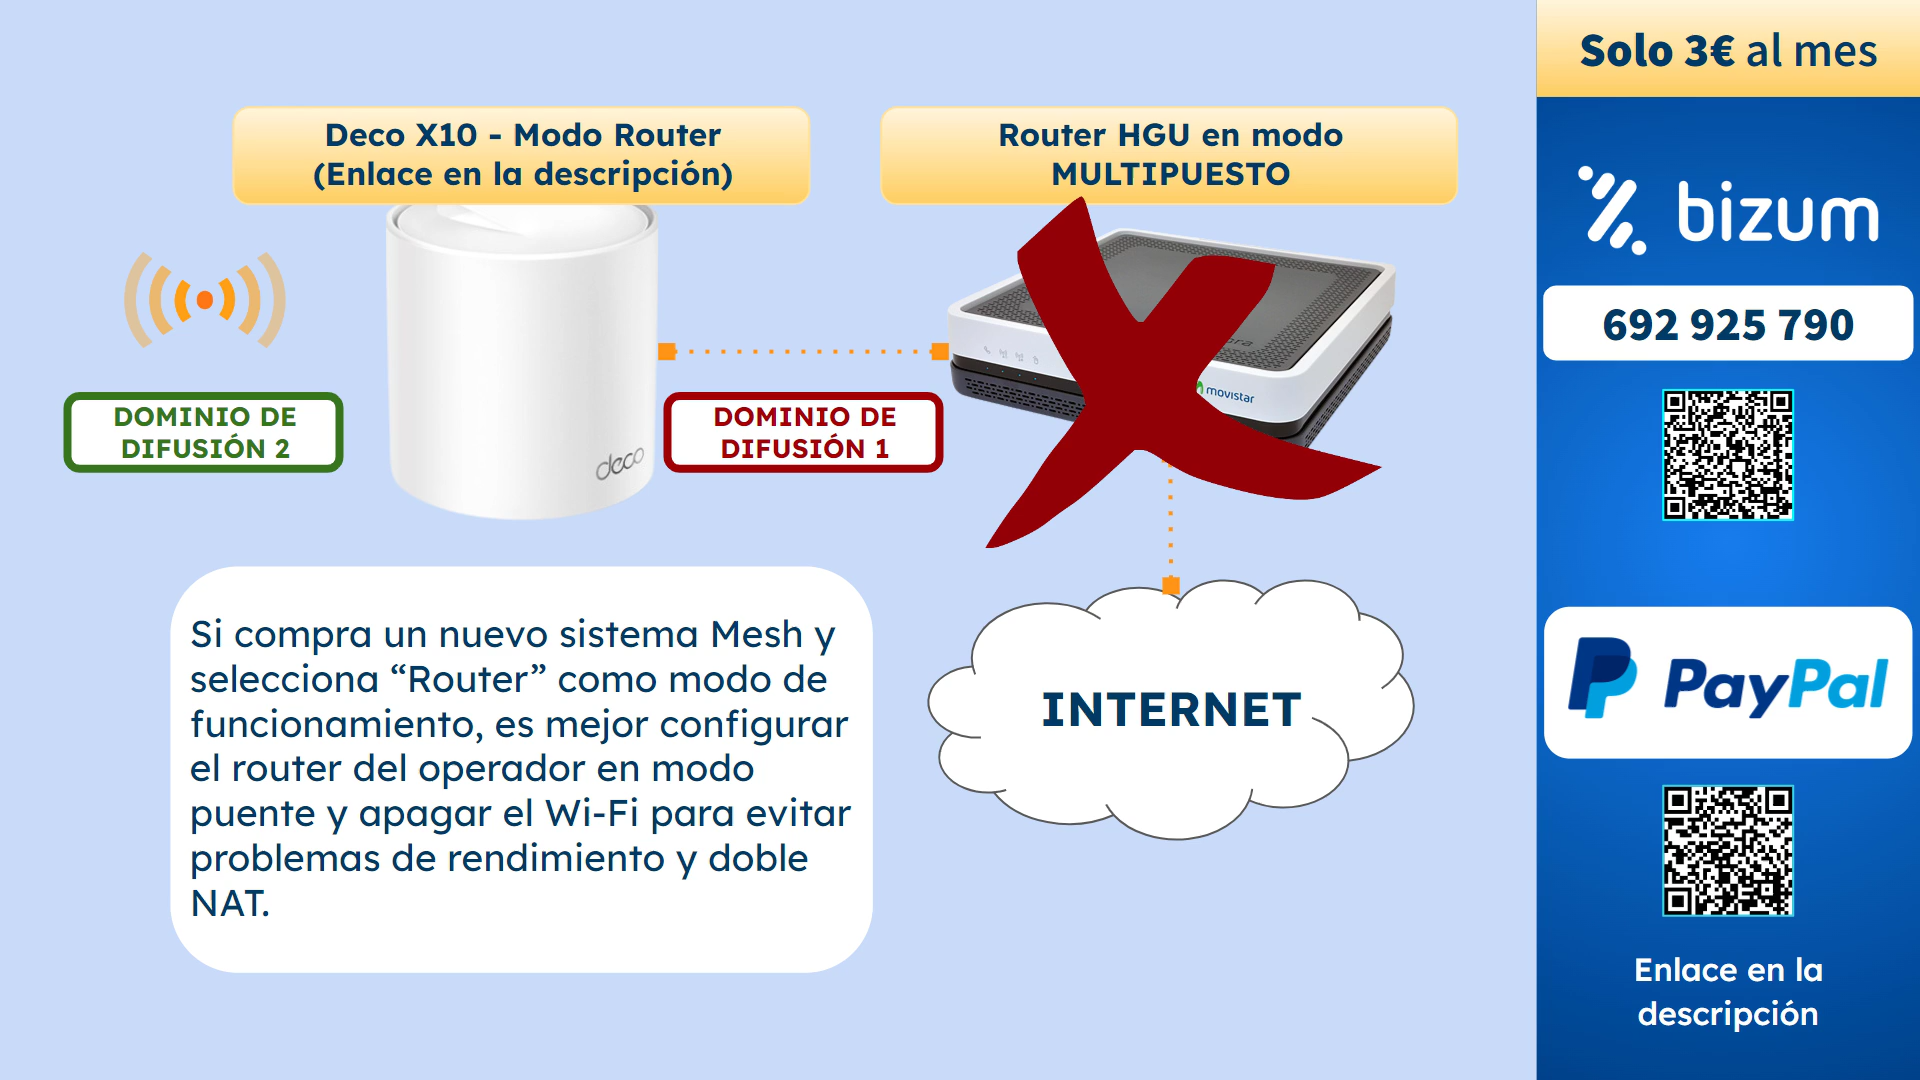 Deco X10 - Modo Router
(Enlace en la descripción)
Router HGU en modo
MULTIPUESTO
DOMINIO DE
DIFUSIÓN 2
deco
DOMINIO DE
DIFUSIÓN 1
movistar
Si compra un nuevo sistema Mesh y
selecciona “Router” como modo de
funcionamiento, es mejor configurar
el router del operador en modo
puente y apagar el Wi-Fi para evitar
problemas de rendimiento y doble
NAT.
INTERNET
Solo 3€ al mes
bizum
692 925 790
PayPal
Enlace en la
descripción